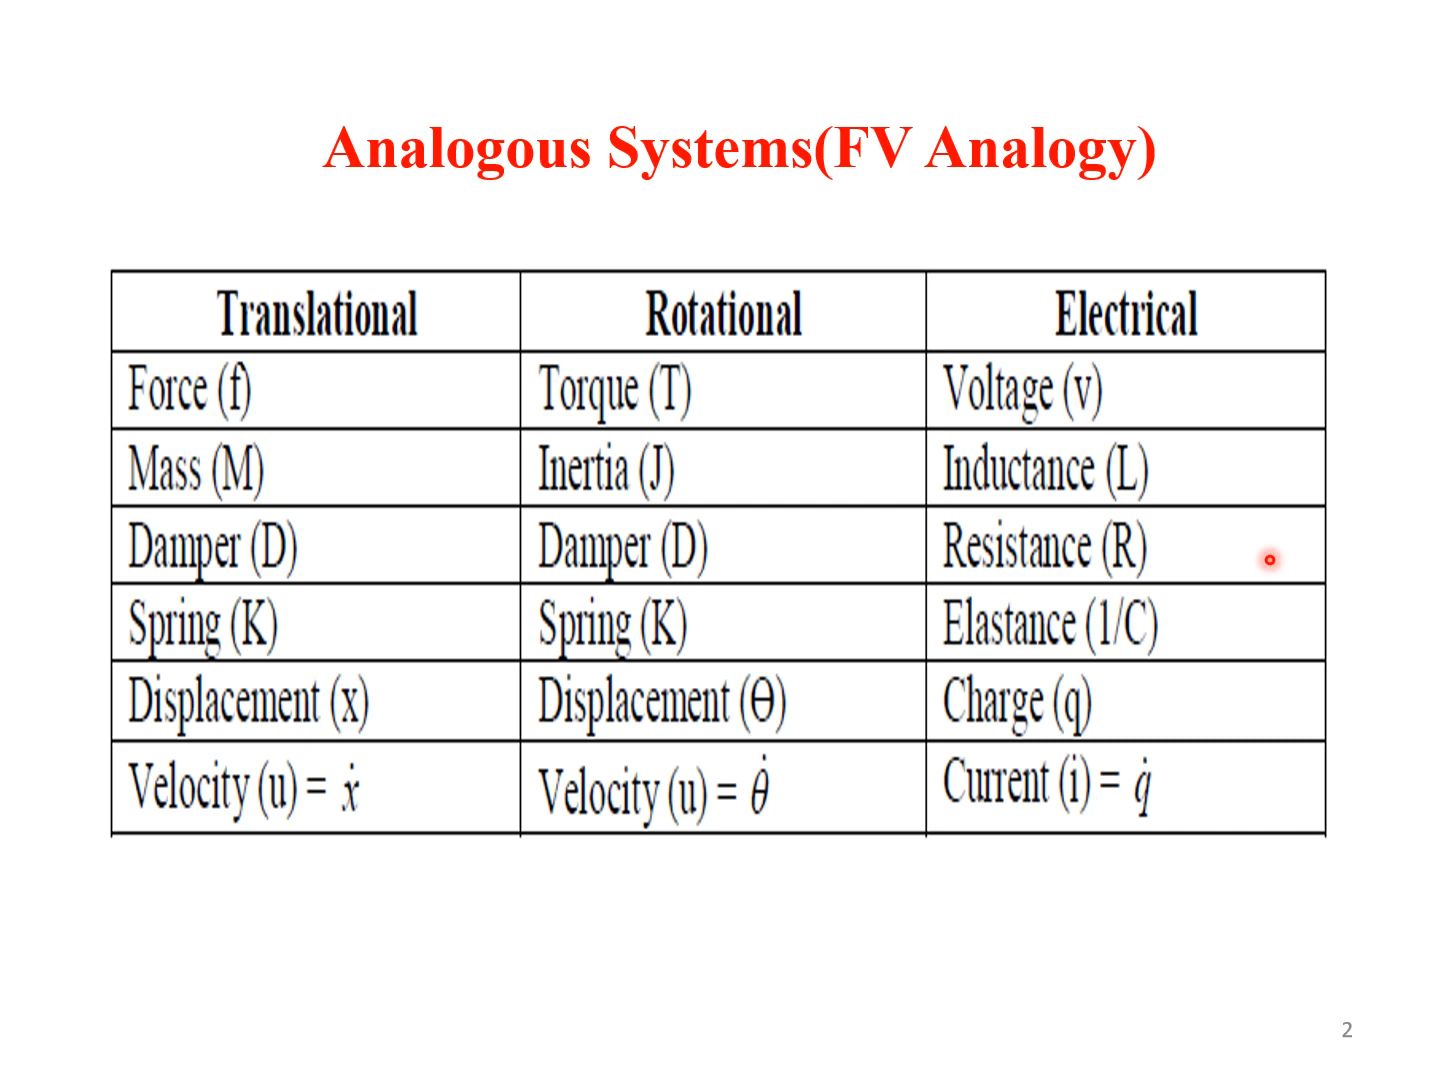 Analogous Systems(FV Analogy)
Translational Rotational Electrical
Force (f) Torque (T) Voltage (v)
Mass (M) Inertia (J) Inductance (L)
Damper (D) Damper (D) Resistance (R)
Spring (K) Spring (K) Elastance (1/C)
Displacement (x) Displacement (Θ) Charge (q)
Velocity (u) = ẋ Velocity (u) = θ̇ Current (i) = q̇
2